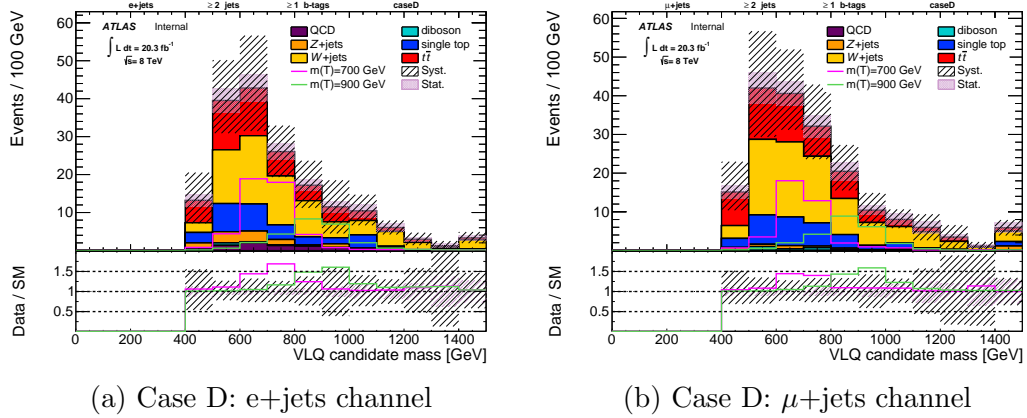 e+jets ≥ 2 jets ≥ 1 b-tags caseD
ATLAS Internal
∫ L dt = 20.3 fb⁻¹
√s= 8 TeV
QCD diboson
Z+jets single top
W+jets tt̄
m(T)=700 GeV Syst.
m(T)=900 GeV Stat.
Events / 100 GeV
60
50
40
30
20
10
Data / SM
1.5
1
0.5
0 200 400 600 800 1000 1200 1400
VLQ candidate mass [GeV]
(a) Case D: e+jets channel
μ+jets ≥ 2 jets ≥ 1 b-tags caseD
ATLAS Internal
∫ L dt = 20.3 fb⁻¹
√s= 8 TeV
QCD diboson
Z+jets single top
W+jets tt̄
m(T)=700 GeV Syst.
m(T)=900 GeV Stat.
Events / 100 GeV
60
50
40
30
20
10
Data / SM
1.5
1
0.5
0 200 400 600 800 1000 1200 1400
VLQ candidate mass [GeV]
(b) Case D: μ+jets channel